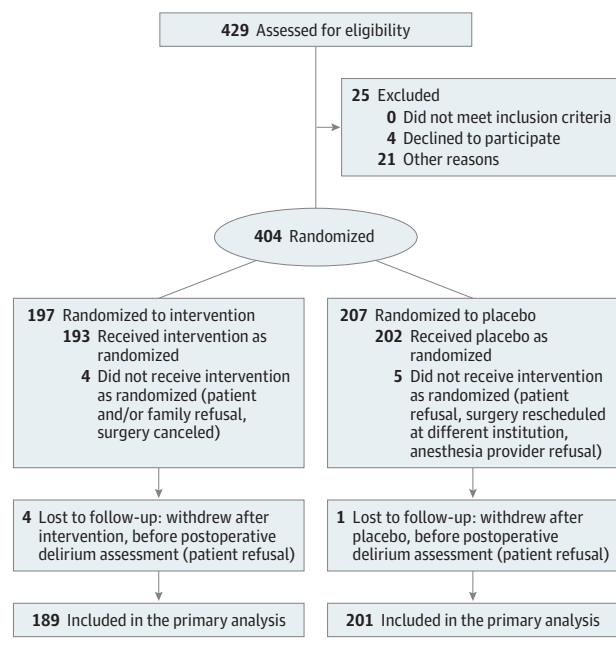 429 Assessed for eligibility
25 Excluded
0 Did not meet inclusion criteria
4 Declined to participate
21 Other reasons
404 Randomized
197 Randomized to intervention
193 Received intervention as
randomized
4 Did not receive intervention
as randomized (patient
and/or family refusal,
surgery canceled)
207 Randomized to placebo
202 Received placebo as
randomized
5 Did not receive intervention
as randomized (patient
refusal, surgery rescheduled
at different institution,
anesthesia provider refusal)
4 Lost to follow-up: withdrew after
intervention, before postoperative
delirium assessment (patient refusal)
1 Lost to follow-up: withdrew after
placebo, before postoperative
delirium assessment (patient refusal)
189 Included in the primary analysis
201 Included in the primary analysis